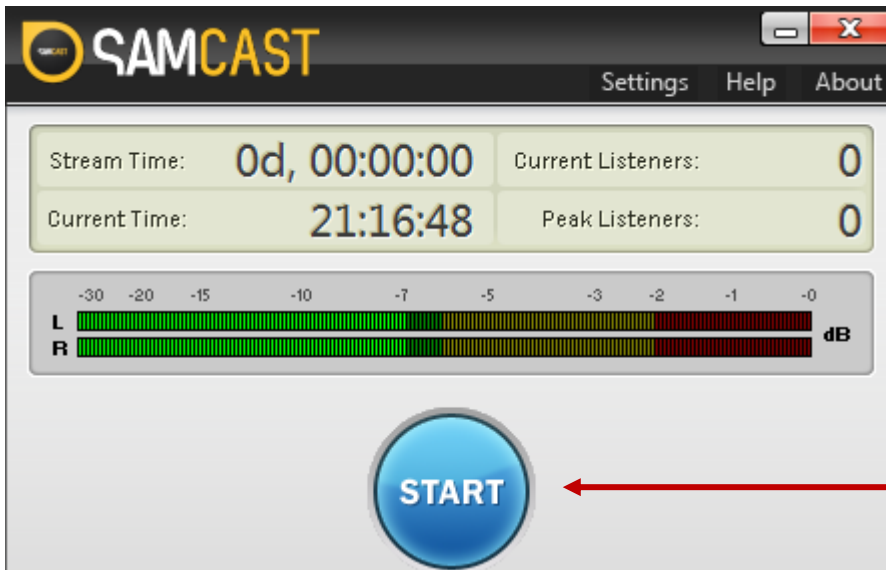 SAMCAST
Settings Help About
Stream Time: 0d, 00:00:00 Current Listeners: 0
Current Time: 21:16:48 Peak Listeners: 0
-30 -20 -15 -10 -7 -5 -3 -2 -1 -0
L
dB
R
START